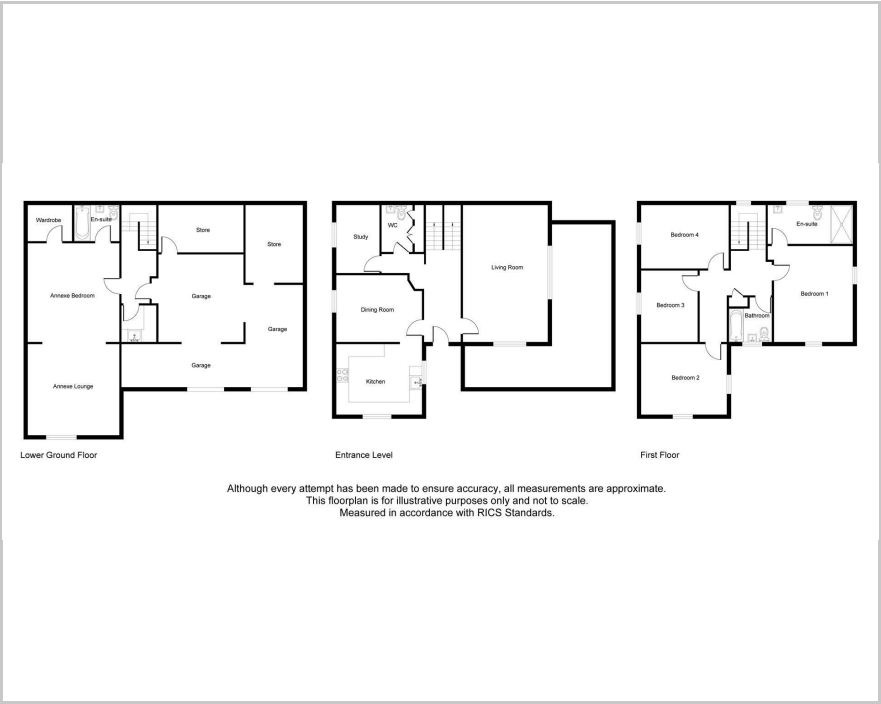 Wardrobe
En-suite
Store
Store
Annexe Bedroom
Garage
Garage
Garage
Annexe Lounge
Lower Ground Floor
WC
Study
Living Room
Dining Room
Kitchen
Entrance Level
Bedroom 4
En-suite
Bedroom 3
Bedroom 1
Bathroom
Bedroom 2
First Floor
Although every attempt has been made to ensure accuracy, all measurements are approximate.
This floorplan is for illustrative purposes only and not to scale.
Measured in accordance with RICS Standards.